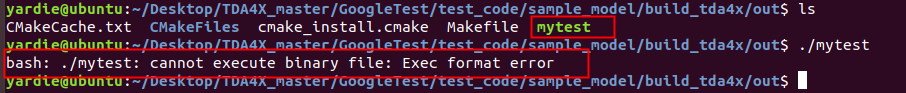 yardie@ubuntu:~/Desktop/TDA4X_master/GoogleTest/test_code/sample_model/build_tda4x/out$ ls
CMakeCache.txt CMakeFiles cmake_install.cmake Makefile mytest
yardie@ubuntu:~/Desktop/TDA4X_master/GoogleTest/test_code/sample_model/build_tda4x/out$ ./mytest
bash: ./mytest: cannot execute binary file: Exec format error
yardie@ubuntu:~/Desktop/TDA4X_master/GoogleTest/test_code/sample_model/build_tda4x/out$